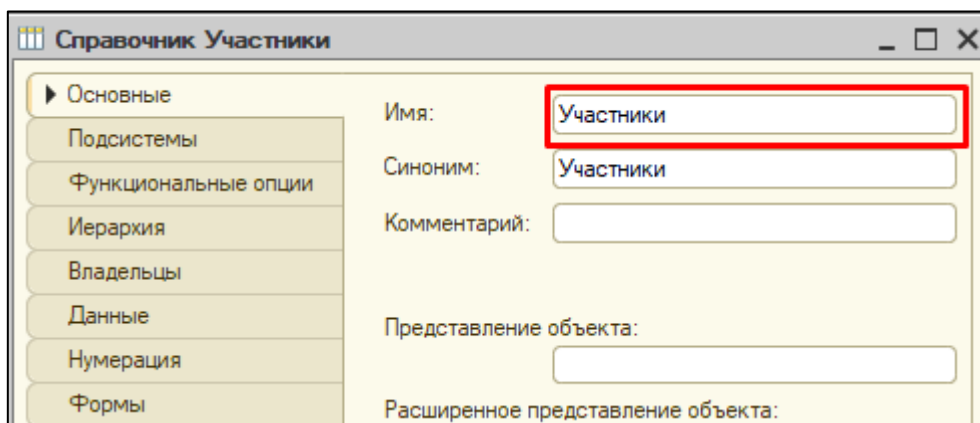 Справочник Участники
Основные
Подсистемы
Функциональные опции
Иерархия
Владельцы
Данные
Нумерация
Формы
Имя: Участники
Синоним: Участники
Комментарий:
Представление объекта:
Расширенное представление объекта: